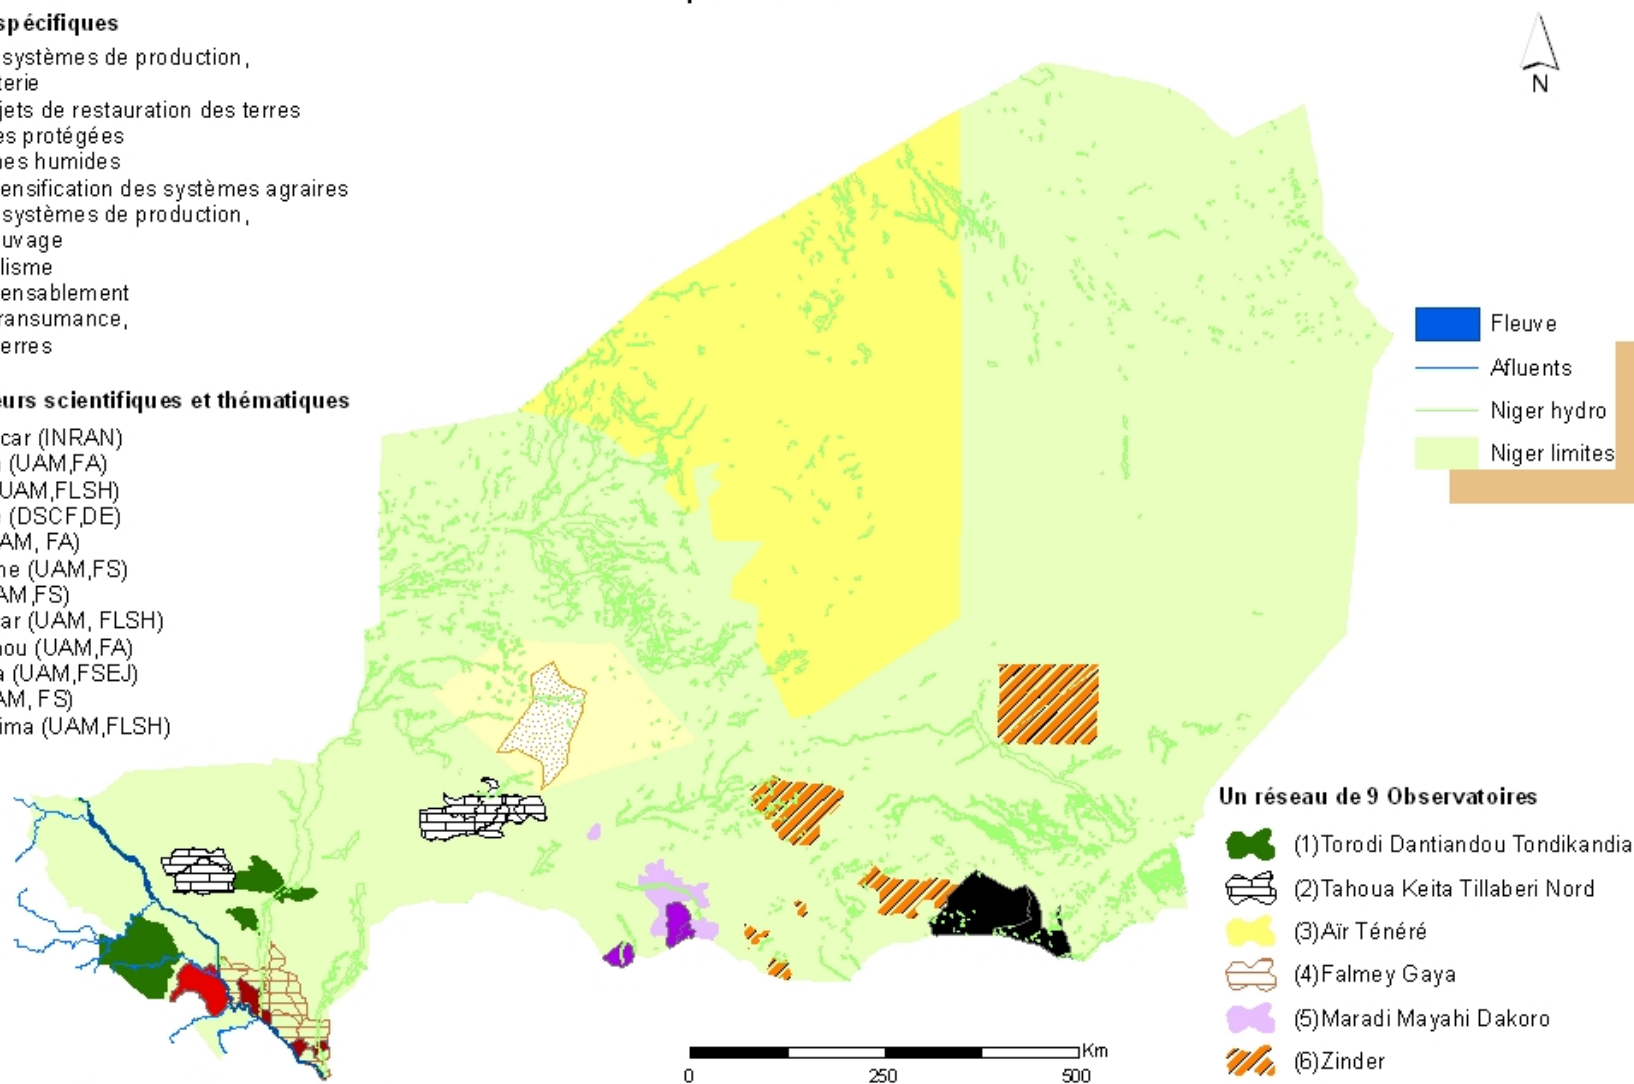 spécifiques
systèmes de production,
terie
jets de restauration des terres
es protégées
nes humides
ensification des systèmes agraires
systèmes de production,
uvage
lisme
ensablement
ransumance,
erres
eurs scientifiques et thématiques
car (INRAN)
(UAM,FA)
UAM,FLSH)
(DSCF,DE)
AM, FA)
ne (UAM,FS)
AM,FS)
ar (UAM, FLSH)
nou (UAM,FA)
a (UAM,FSEJ)
AM, FS)
ima (UAM,FLSH)
N
Fleuve
Afluents
Niger hydro
Niger limites
Un réseau de 9 Observatoires
(1)Torodi Dantiandou Tondikandia
(2)Tahoua Keita Tillaberi Nord
(3)Aïr Ténéré
(4)Falmey Gaya
(5)Maradi Mayahi Dakoro
(6)Zinder
Km
0 250 500